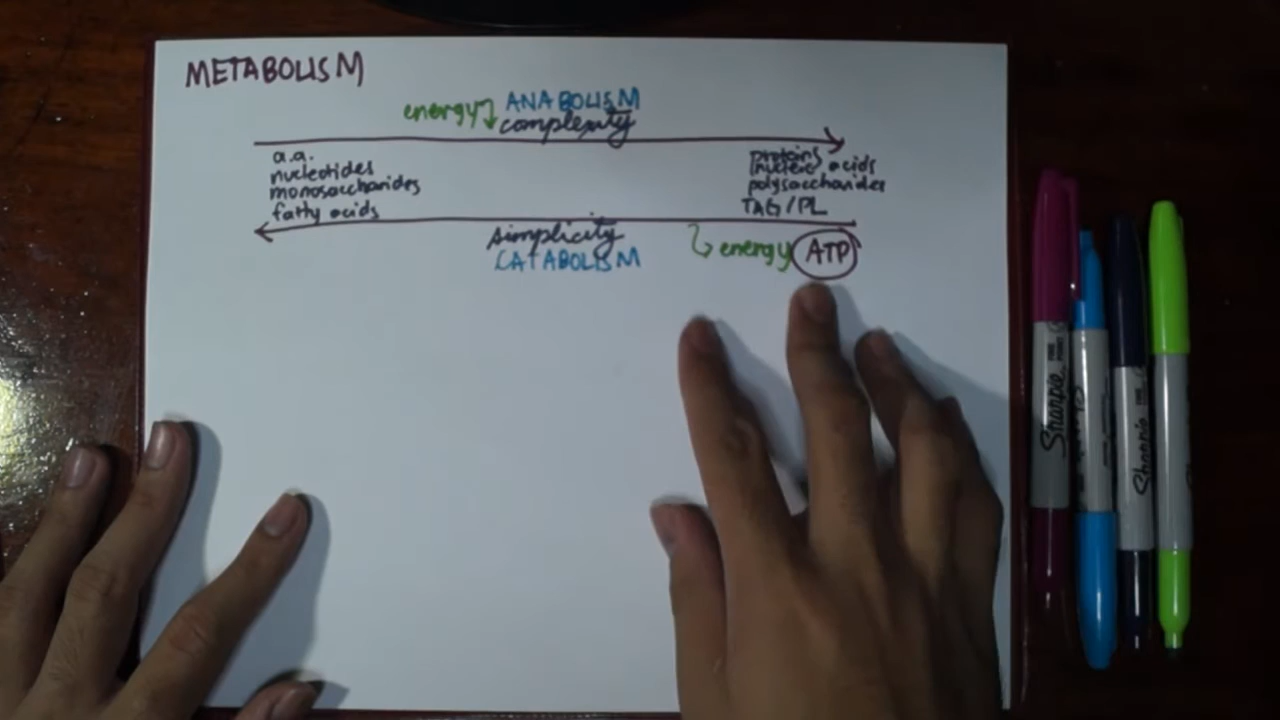 METABOLISM
energy ANABOLISM
complexity
a.a.
nucleotides
monosaccharides
fatty acids
proteins
nucleic acids
polysaccharides
TAG/PL
simplicity
CATABOLISM
energy ATP
Sharpie
Sharpie
Sharpie